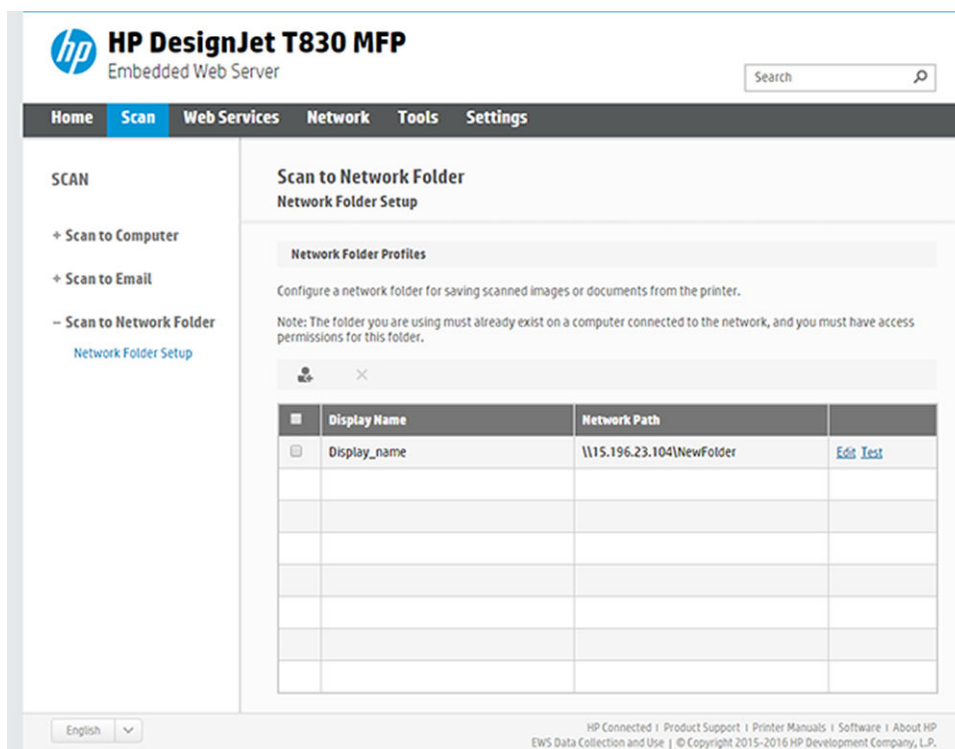 hp
HP DesignJet T830 MFP
Embedded Web Server
Search
Home Scan Web Services Network Tools Settings
SCAN
+ Scan to Computer
+ Scan to Email
– Scan to Network Folder
Network Folder Setup
Scan to Network Folder
Network Folder Setup
Network Folder Profiles
Configure a network folder for saving scanned images or documents from the printer.
Note: The folder you are using must already exist on a computer connected to the network, and you must have access
permissions for this folder.
Display Name Network Path
Display_name \\15.196.23.104\NewFolder Edit Test
English
HP Connected | Product Support | Printer Manuals | Software | About HP
EWS Data Collection and Use | © Copyright 2015-2016 HP Development Company, L.P.